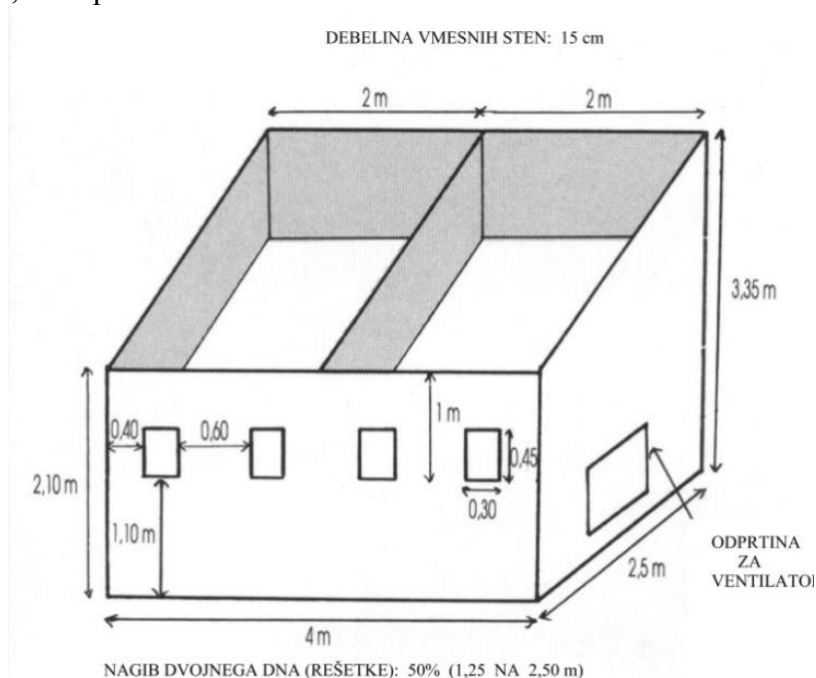 DEBELINA VMESNIH STEN: 15 cm
2 m
2 m
3,35 m
1 m
0,40
0,60
0,45
2,10 m
0,30
1,10 m
ODPRTINA
ZA
VENTILATOR
2,5 m
4 m
NAGIB DVOJNEGA DNA (REŠETKE): 50% (1,25 NA 2,50 m)